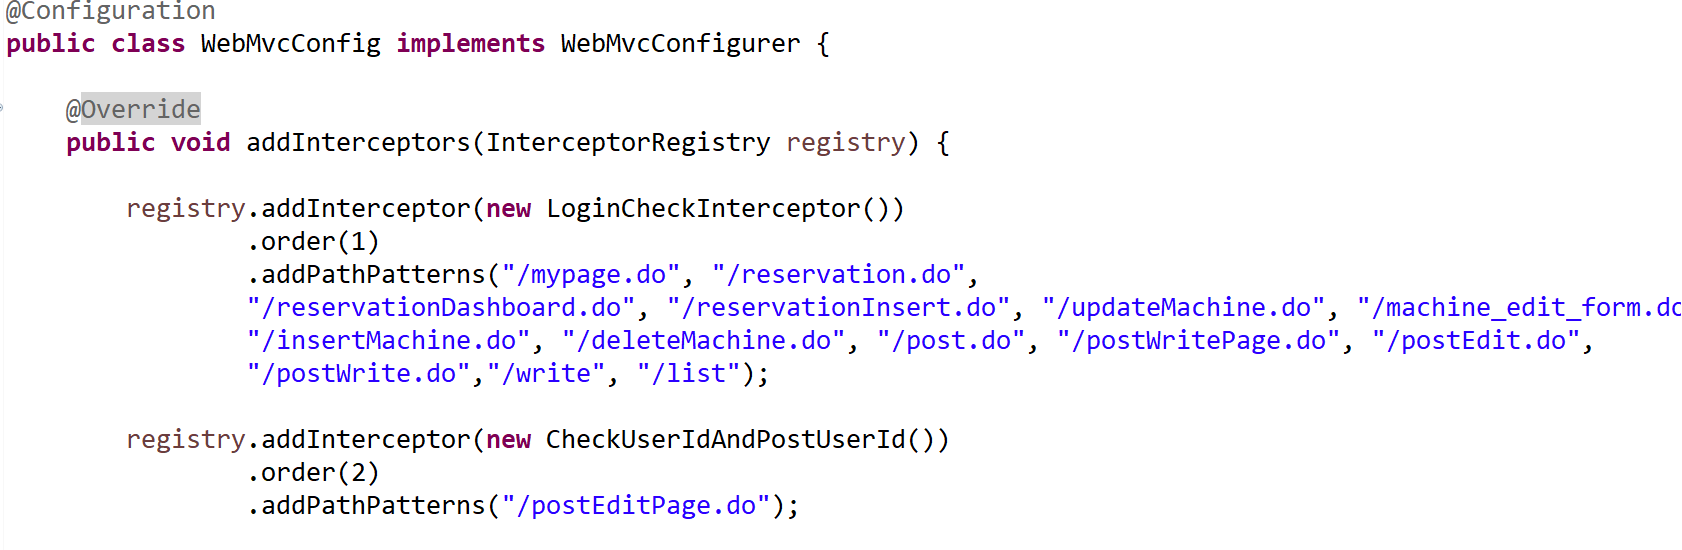 @Configuration
public class WebMvcConfig implements WebMvcConfigurer {
@Override
public void addInterceptors(InterceptorRegistry registry) {
registry.addInterceptor(new LoginCheckInterceptor())
.order(1)
.addPathPatterns("/mypage.do", "/reservation.do",
"/reservationDashboard.do", "/reservationInsert.do", "/updateMachine.do", "/machine_edit_form.do
"/insertMachine.do", "/deleteMachine.do", "/post.do", "/postWritePage.do", "/postEdit.do",
"/postWrite.do","/write", "/list");
registry.addInterceptor(new CheckUserIdAndPostUserId())
.order(2)
.addPathPatterns("/postEditPage.do");